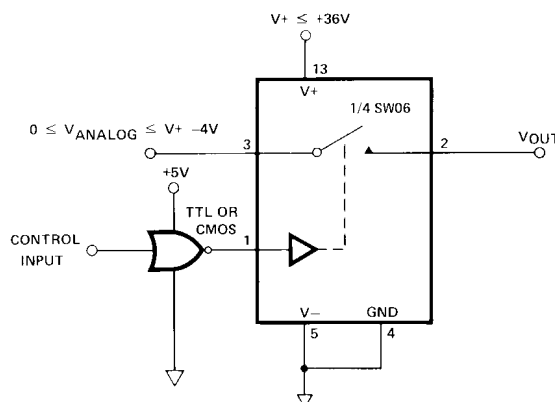 V+ ≤ +36V
13
V+
1/4 SW06
0 ≤ VANALOG ≤ V+ −4V
3
2
VOUT
+5V
TTL OR
CMOS
1
CONTROL
INPUT
V−
GND
5
4